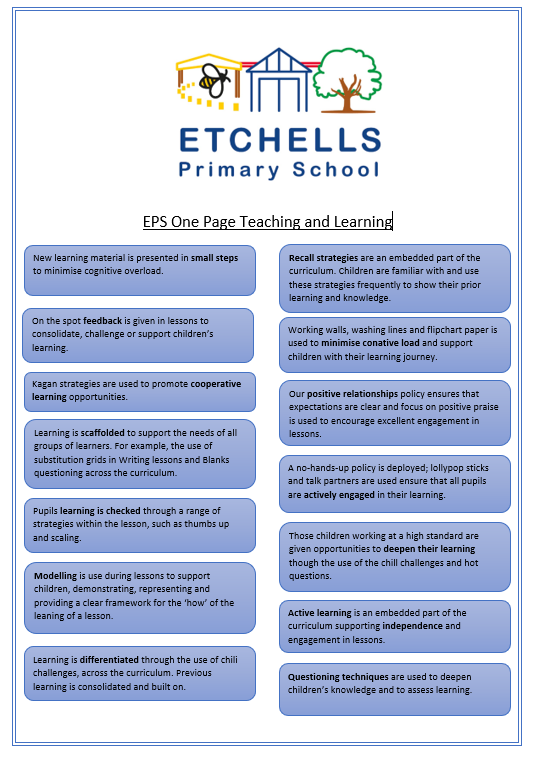 ETCHELLS
Primary School
EPS One Page Teaching and Learning
New learning material is presented in small steps
to minimise cognitive overload.
On the spot feedback is given in lessons to
consolidate, challenge or support children's
learning.
Kagan strategies are used to promote cooperative
learning opportunities.
Learning is scaffolded to support the needs of all
groups of learners. For example, the use of
substitution grids in Writing lessons and Blanks
questioning across the curriculum.
Pupils learning is checked through a range of
strategies within the lesson, such as thumbs up
and scaling.
Modelling is use during lessons to support
children, demonstrating, representing and
providing a clear framework for the 'how' of the
leaning of a lesson.
Learning is differentiated through the use of chili
challenges, across the curriculum. Previous
learning is consolidated and built on.
Recall strategies are an embedded part of the
curriculum. Children are familiar with and use
these strategies frequently to show their prior
learning and knowledge.
Working walls, washing lines and flipchart paper is
used to minimise conative load and support
children with their learning journey.
Our positive relationships policy ensures that
expectations are clear and focus on positive praise
is used to encourage excellent engagement in
lessons.
A no-hands-up policy is deployed; lollypop sticks
and talk partners are used ensure that all pupils
are actively engaged in their learning.
Those children working at a high standard are
given opportunities to deepen their learning
though the use of the chill challenges and hot
questions.
Active learning is an embedded part of the
curriculum supporting independence and
engagement in lessons.
Questioning techniques are used to deepen
children's knowledge and to assess learning.